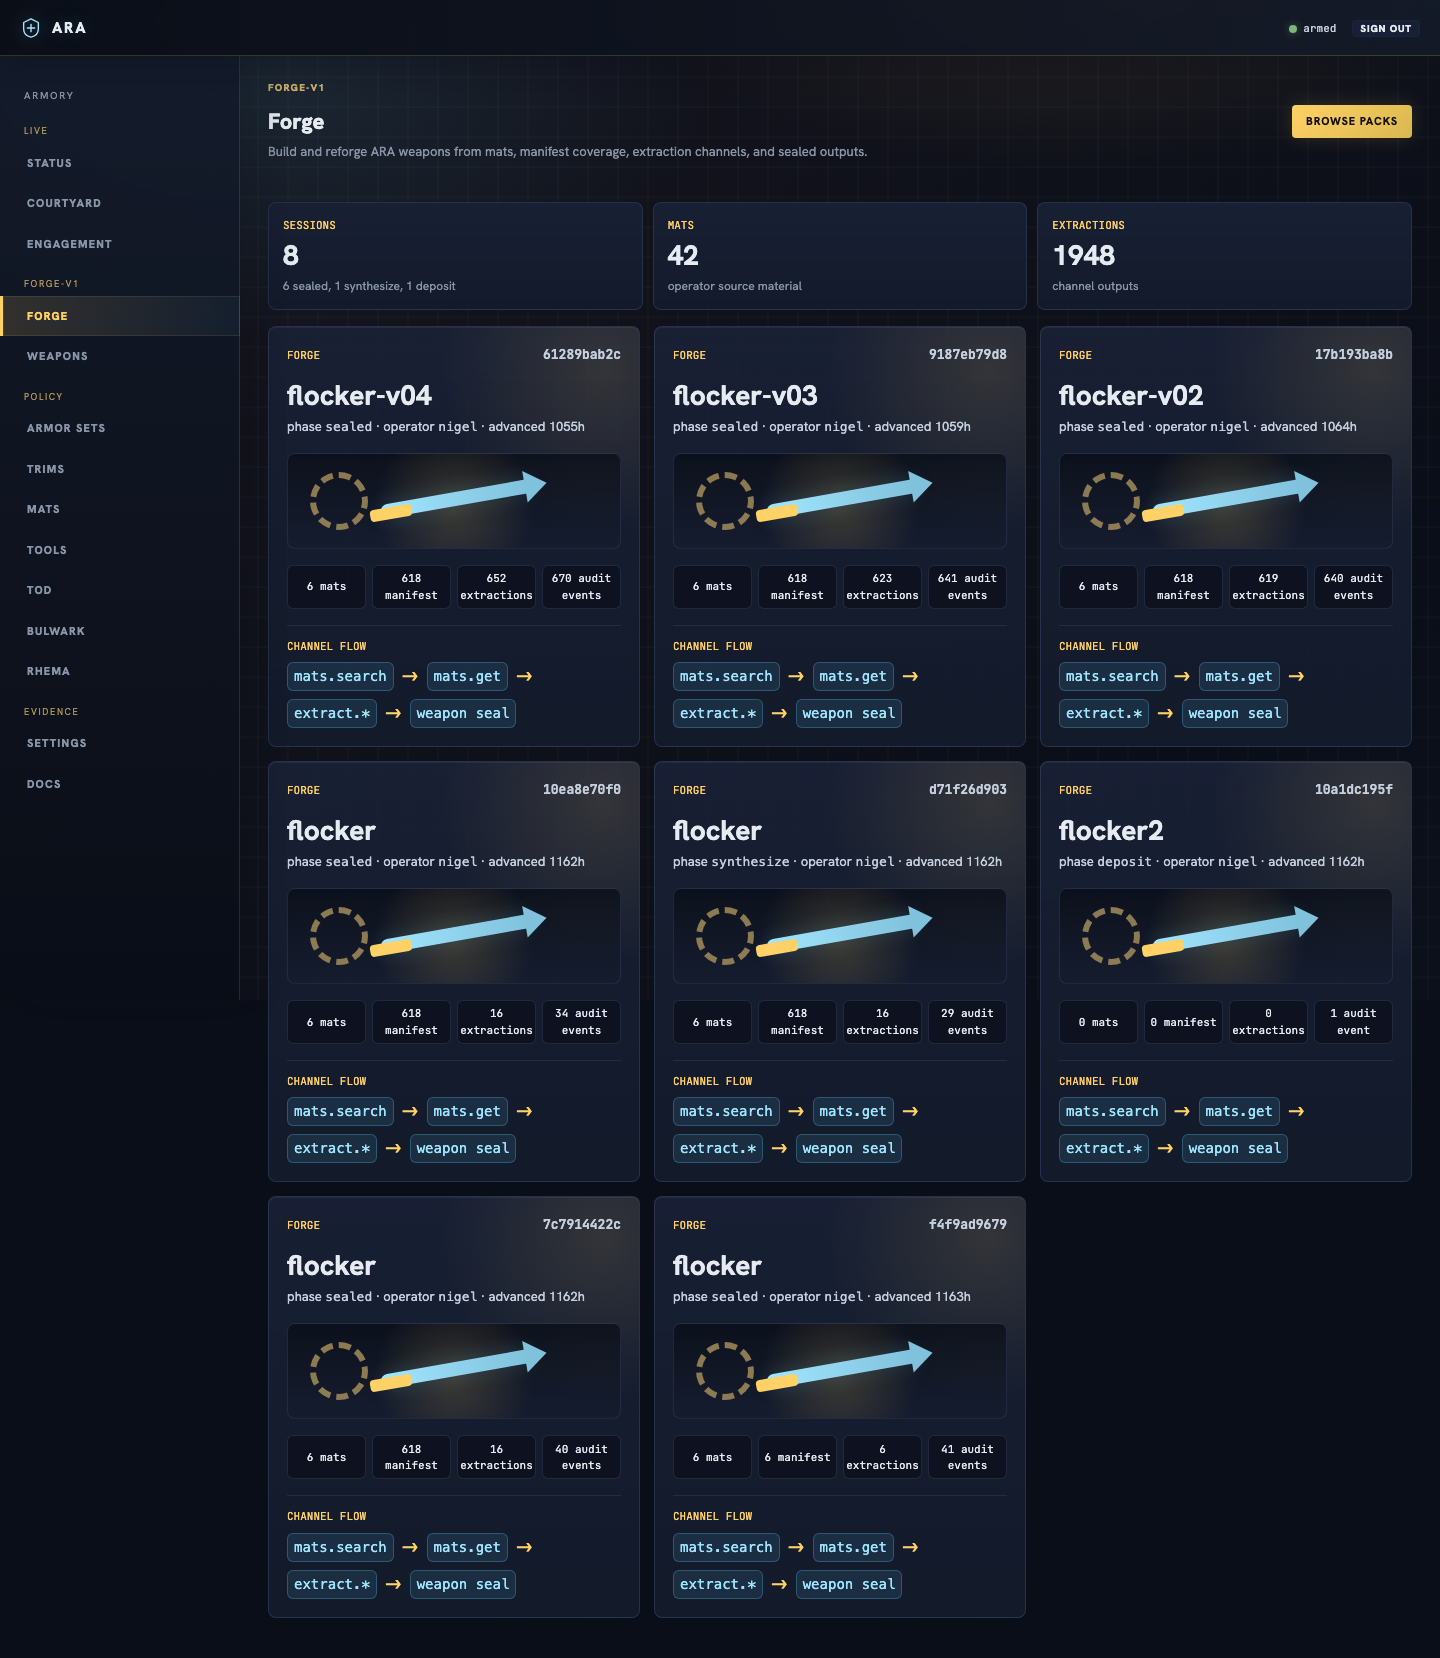 ARA
armed
SIGN OUT
ARMORY
LIVE
STATUS
COURTYARD
ENGAGEMENT
FORGE-V1
FORGE
WEAPONS
POLICY
ARMOR SETS
TRIMS
MATS
TOOLS
TOD
BULWARK
RHEMA
EVIDENCE
SETTINGS
DOCS
FORGE-V1
Forge
Build and reforge ARA weapons from mats, manifest coverage, extraction channels, and sealed outputs.
BROWSE PACKS
SESSIONS
8
6 sealed, 1 synthesize, 1 deposit
MATS
42
operator source material
EXTRACTIONS
1948
channel outputs
FORGE 61289bab2c
flocker-v04
phase sealed · operator nigel · advanced 1055h
6 mats
618 manifest
652 extractions
670 audit events
CHANNEL FLOW
mats.search → mats.get →
extract.* → weapon seal
FORGE 9187eb79d8
flocker-v03
phase sealed · operator nigel · advanced 1059h
6 mats
618 manifest
623 extractions
641 audit events
CHANNEL FLOW
mats.search → mats.get →
extract.* → weapon seal
FORGE 17b193ba8b
flocker-v02
phase sealed · operator nigel · advanced 1064h
6 mats
618 manifest
619 extractions
640 audit events
CHANNEL FLOW
mats.search → mats.get →
extract.* → weapon seal
FORGE 10ea8e70f0
flocker
phase sealed · operator nigel · advanced 1162h
6 mats
618 manifest
16 extractions
34 audit events
CHANNEL FLOW
mats.search → mats.get →
extract.* → weapon seal
FORGE d71f26d903
flocker
phase synthesize · operator nigel · advanced 1162h
6 mats
618 manifest
16 extractions
29 audit events
CHANNEL FLOW
mats.search → mats.get →
extract.* → weapon seal
FORGE 10a1dc195f
flocker2
phase deposit · operator nigel · advanced 1162h
0 mats
0 manifest
0 extractions
1 audit event
CHANNEL FLOW
mats.search → mats.get →
extract.* → weapon seal
FORGE 7c7914422c
flocker
phase sealed · operator nigel · advanced 1162h
6 mats
618 manifest
16 extractions
40 audit events
CHANNEL FLOW
mats.search → mats.get →
extract.* → weapon seal
FORGE f4f9ad9679
flocker
phase sealed · operator nigel · advanced 1163h
6 mats
6 manifest
6 extractions
41 audit events
CHANNEL FLOW
mats.search → mats.get →
extract.* → weapon seal